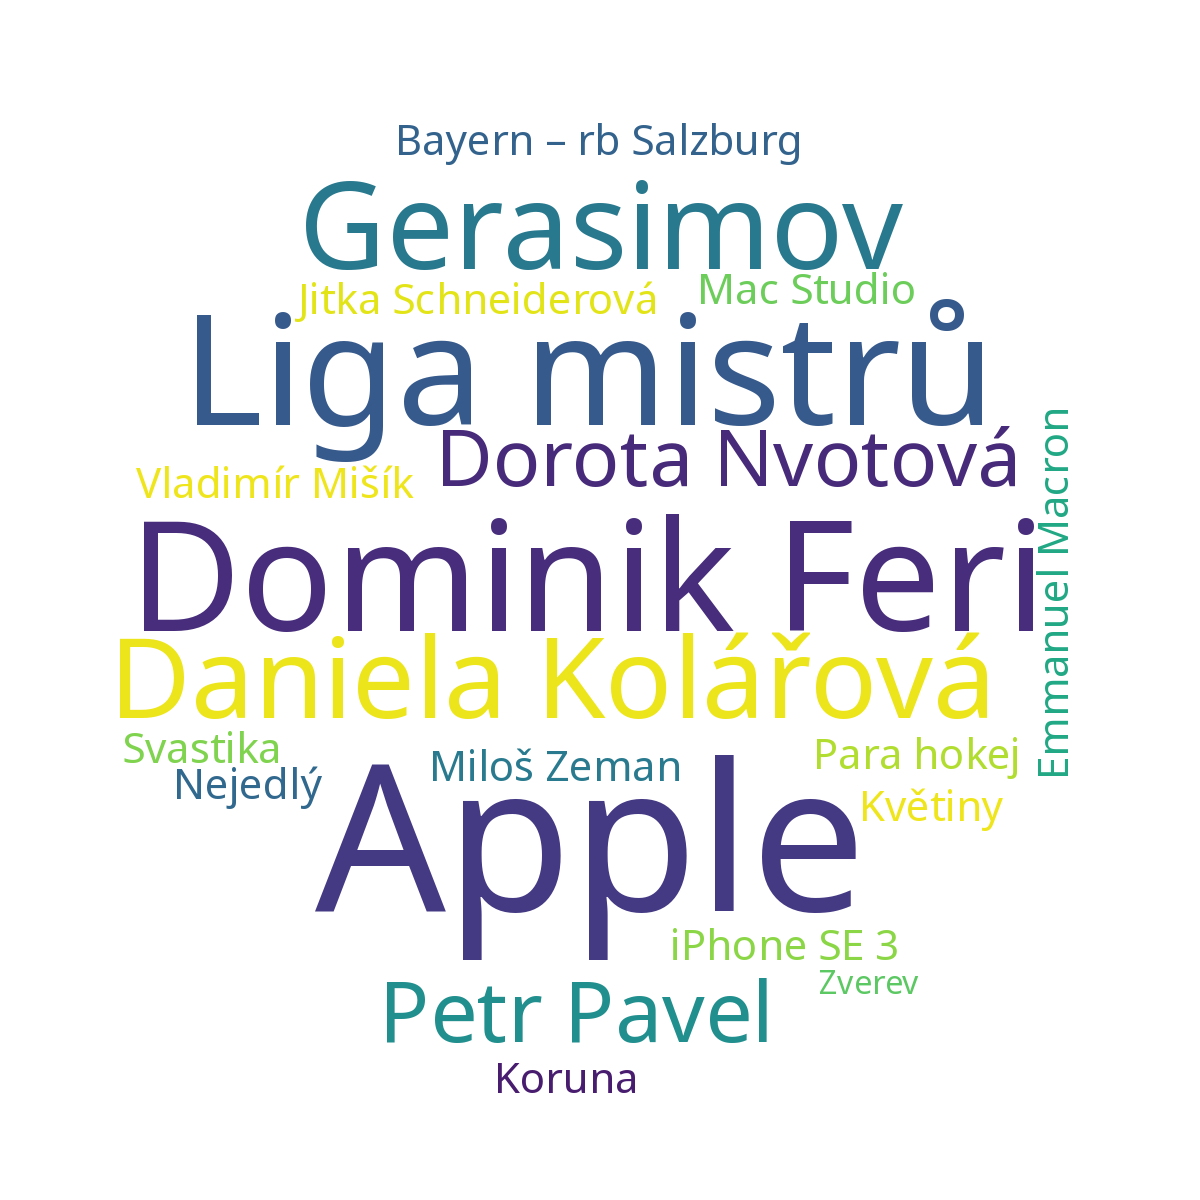 Bayern – rb Salzburg
Gerasimov
Jitka Schneiderová
Mac Studio
Liga mistrů
Dorota Nvotová
Vladimír Mišík
Emmanuel Macron
Dominik Feri
Daniela Kolářová
Svastika
Miloš Zeman
Para hokej
Nejedlý
Květiny
Apple
iPhone SE 3
Zverev
Petr Pavel
Koruna